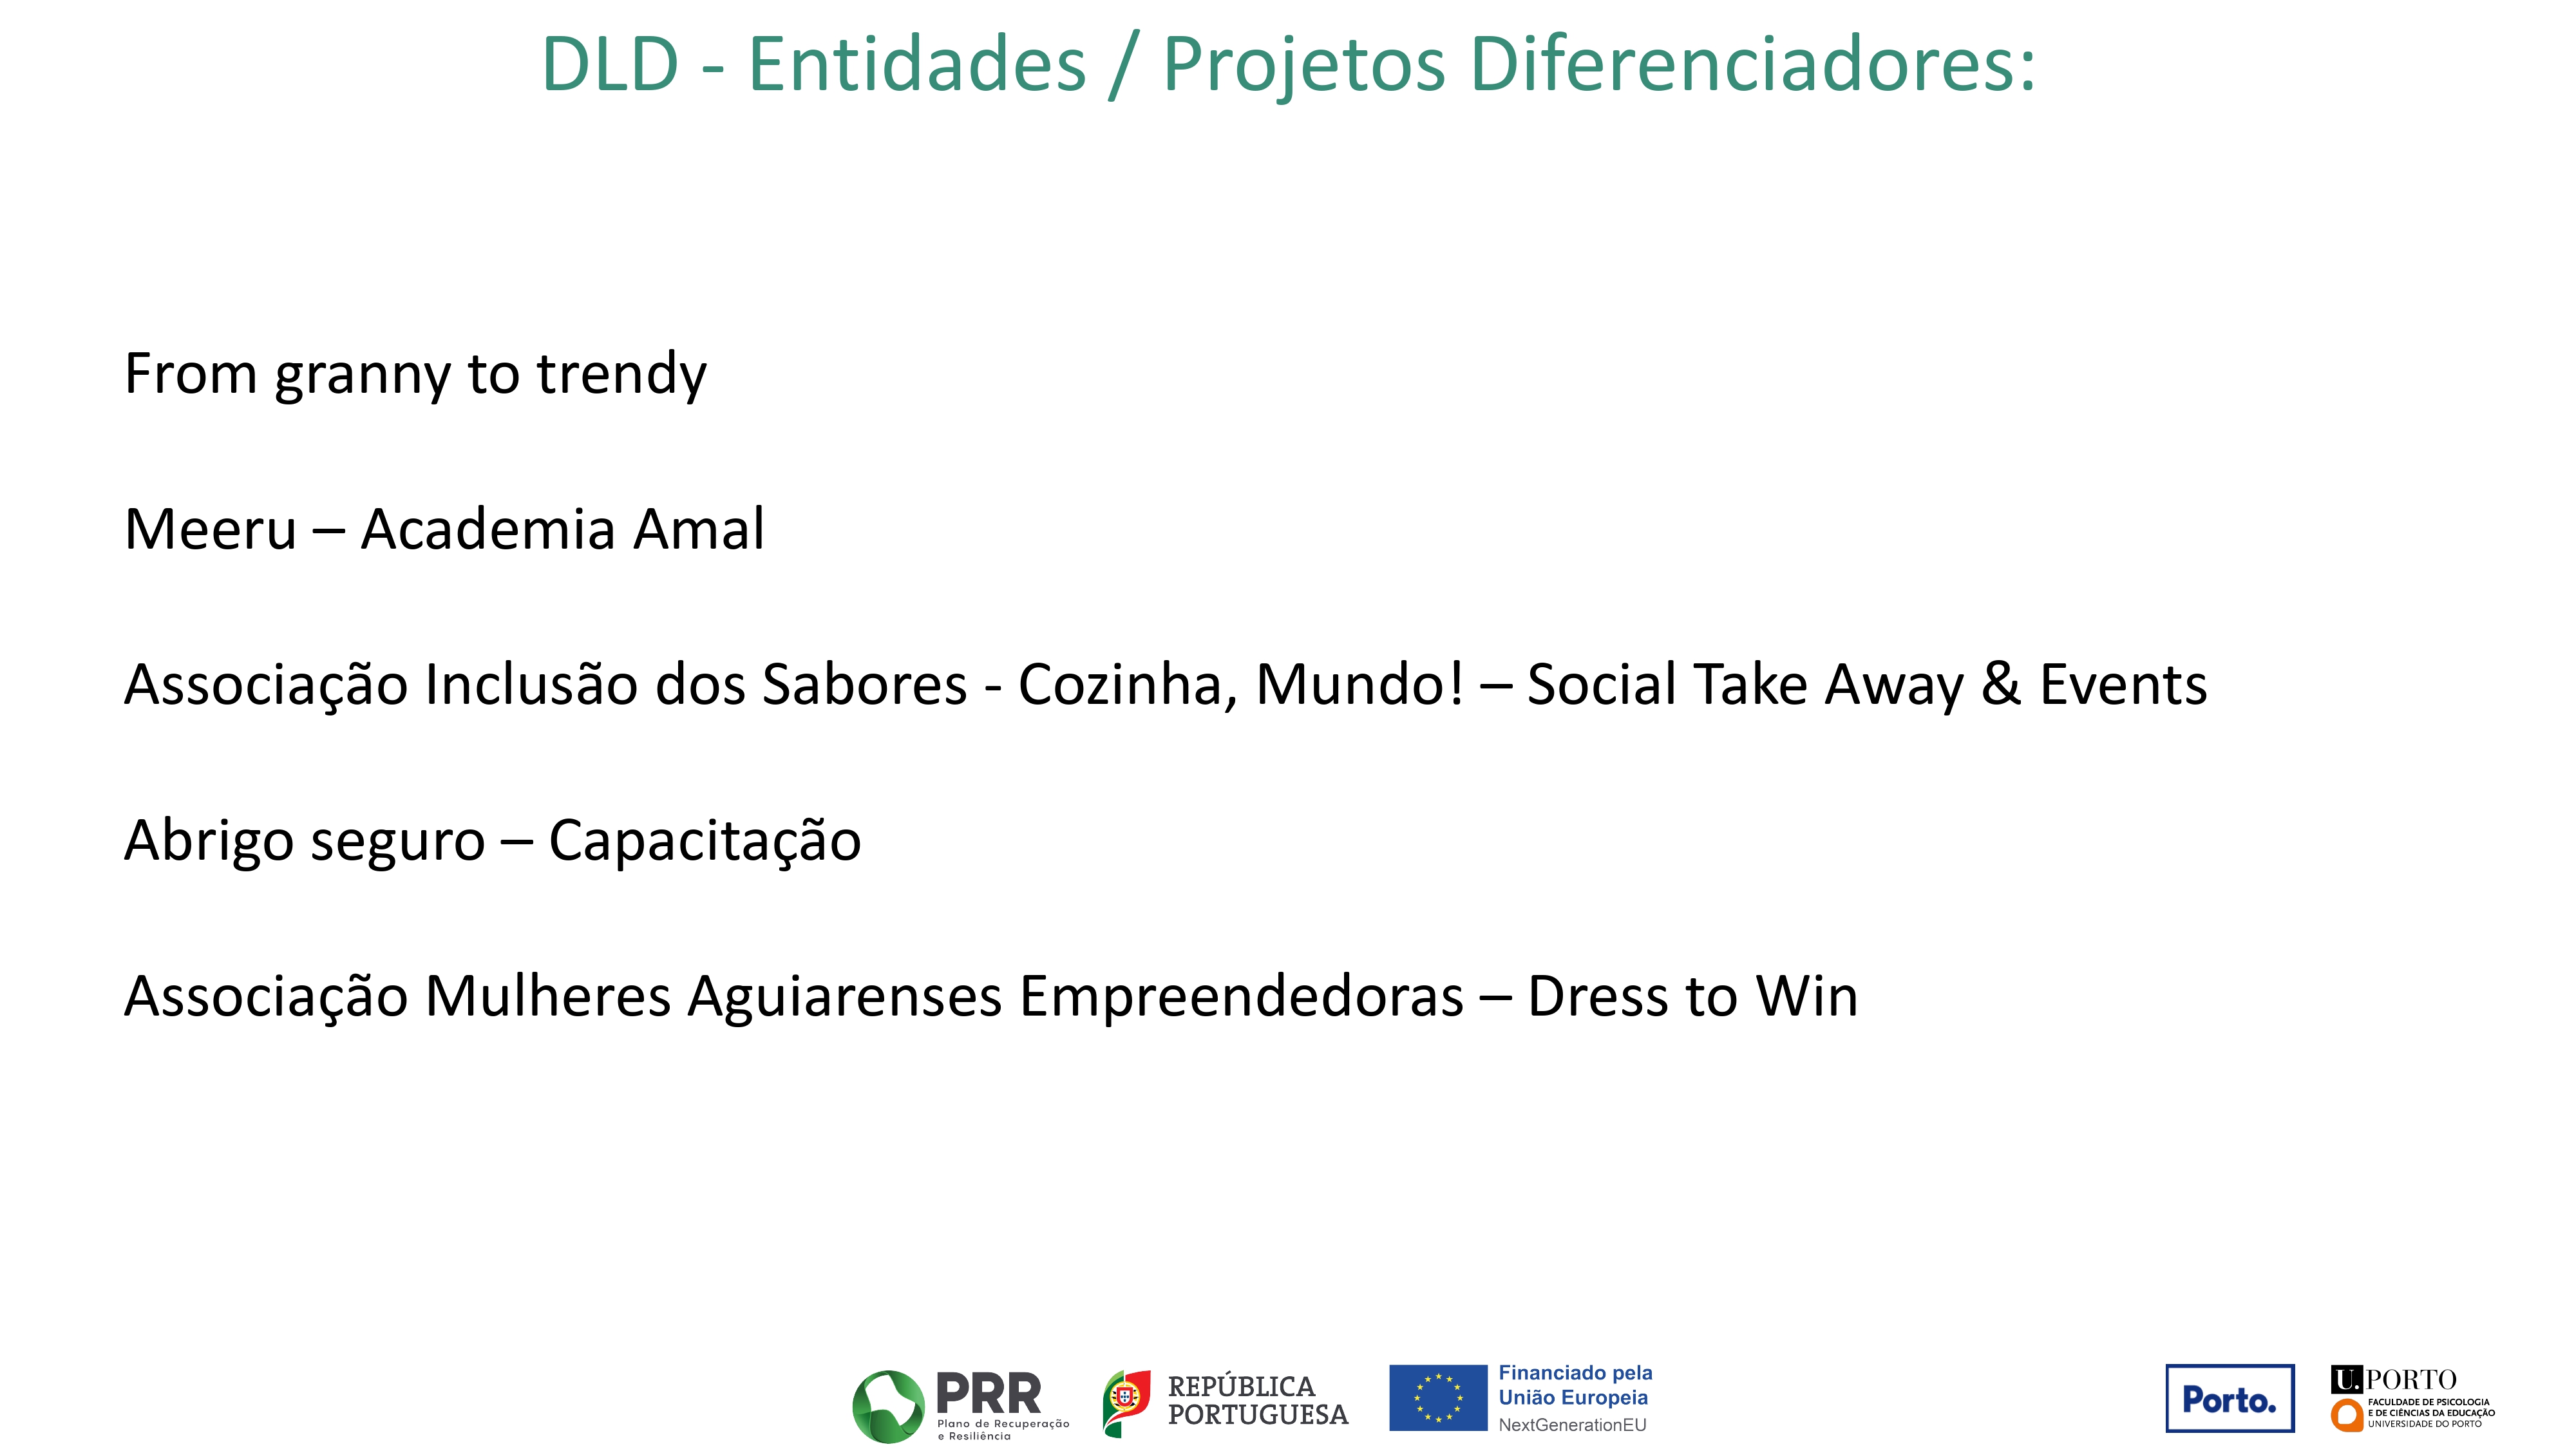 DLD - Entidades / Projetos Diferenciadores:
From granny to trendy
Meeru – Academia Amal
Associação Inclusão dos Sabores - Cozinha, Mundo! – Social Take Away & Events
Abrigo seguro – Capacitação
Associação Mulheres Aguiarenses Empreendedoras – Dress to Win
PRR
Plano de Recuperação
e Resiliência
REPÚBLICA
PORTUGUESA
Financiado pela
União Europeia
NextGenerationEU
Porto.
U.PORTO
FACULDADE DE PSICOLOGIA
E DE CIÊNCIAS DA EDUCAÇÃO
UNIVERSIDADE DO PORTO